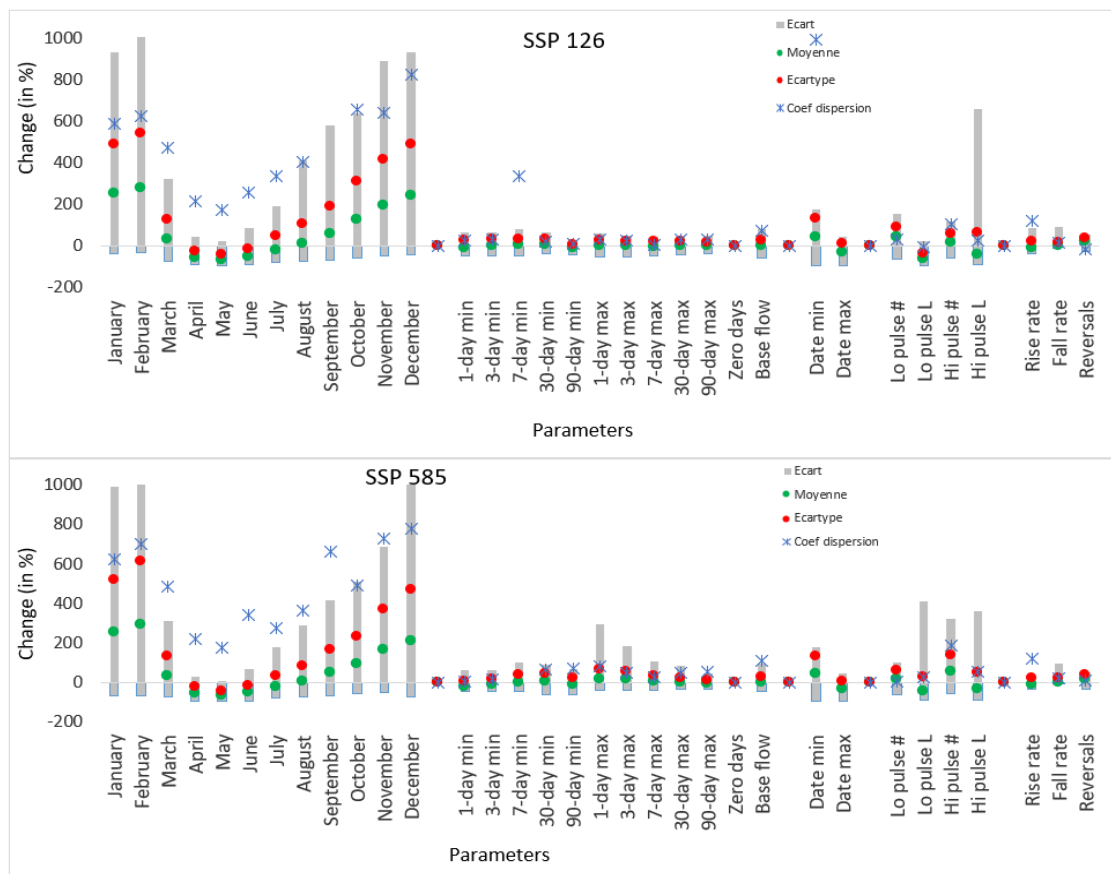 SSP 126
Ecart
Moyenne
Ecartype
Coef dispersion
Change (in %)
1000
800
600
400
200
0
-200
January
February
March
April
May
June
July
August
September
October
November
December
1-day min
3-day min
7-day min
30-day min
90-day min
1-day max
3-day max
7-day max
30-day max
90-day max
Zero days
Base flow
Date min
Date max
Lo pulse #
Lo pulse L
Hi pulse #
Hi pulse L
Rise rate
Fall rate
Reversals
Parameters
SSP 585
Ecart
Moyenne
Ecartype
Coef dispersion
Change (in %)
1000
800
600
400
200
0
-200
January
February
March
April
May
June
July
August
September
October
November
December
1-day min
3-day min
7-day min
30-day min
90-day min
1-day max
3-day max
7-day max
30-day max
90-day max
Zero days
Base flow
Date min
Date max
Lo pulse #
Lo pulse L
Hi pulse #
Hi pulse L
Rise rate
Fall rate
Reversals
Parameters